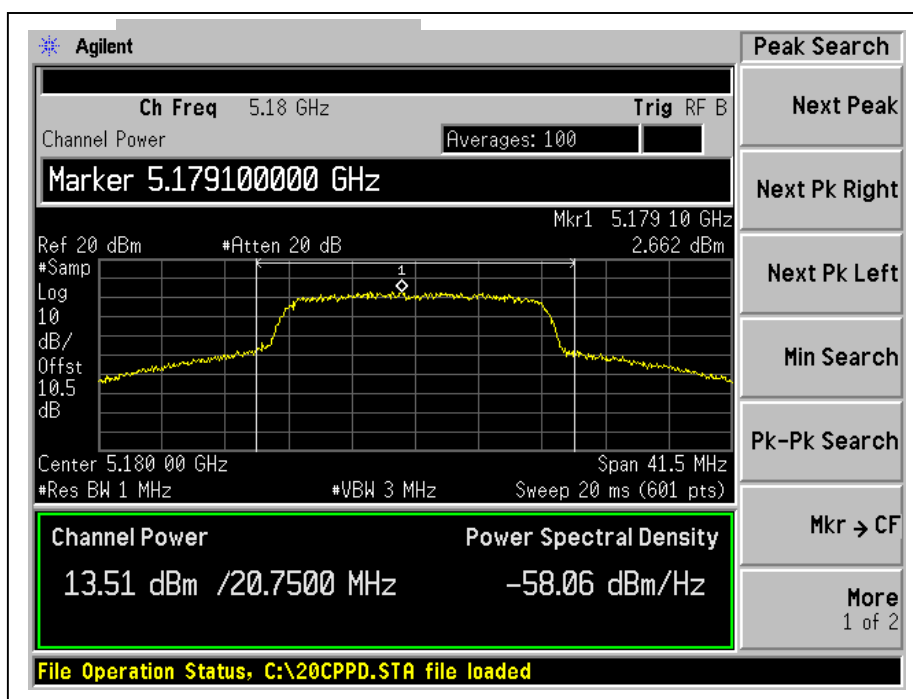 Agilent
Peak Search
Ch Freq 5.18 GHz
Trig RF B
Channel Power
Averages: 100
Marker 5.179100000 GHz
Mkr1 5.179 10 GHz
Ref 20 dBm #Atten 20 dB 2.662 dBm
#Samp
Log
10
dB/
Offst
10.5
dB
1
Center 5.180 00 GHz Span 41.5 MHz
#Res BW 1 MHz #VBW 3 MHz Sweep 20 ms (601 pts)
Channel Power Power Spectral Density
13.51 dBm /20.7500 MHz -58.06 dBm/Hz
File Operation Status, C:\20CPPD.STA file loaded
Next Peak
Next Pk Right
Next Pk Left
Min Search
Pk-Pk Search
Mkr → CF
More
1 of 2